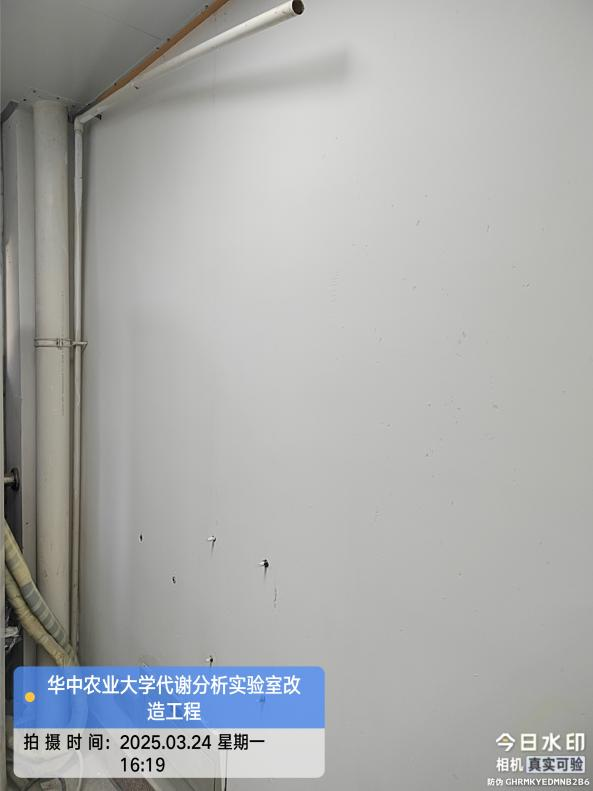 华中农业大学代谢分析实验室改
造工程
拍摄时间：2025.03.24 星期一
16:19
今日水印
相机 真实可验
防伪 GHRMKYEDMNB2B6